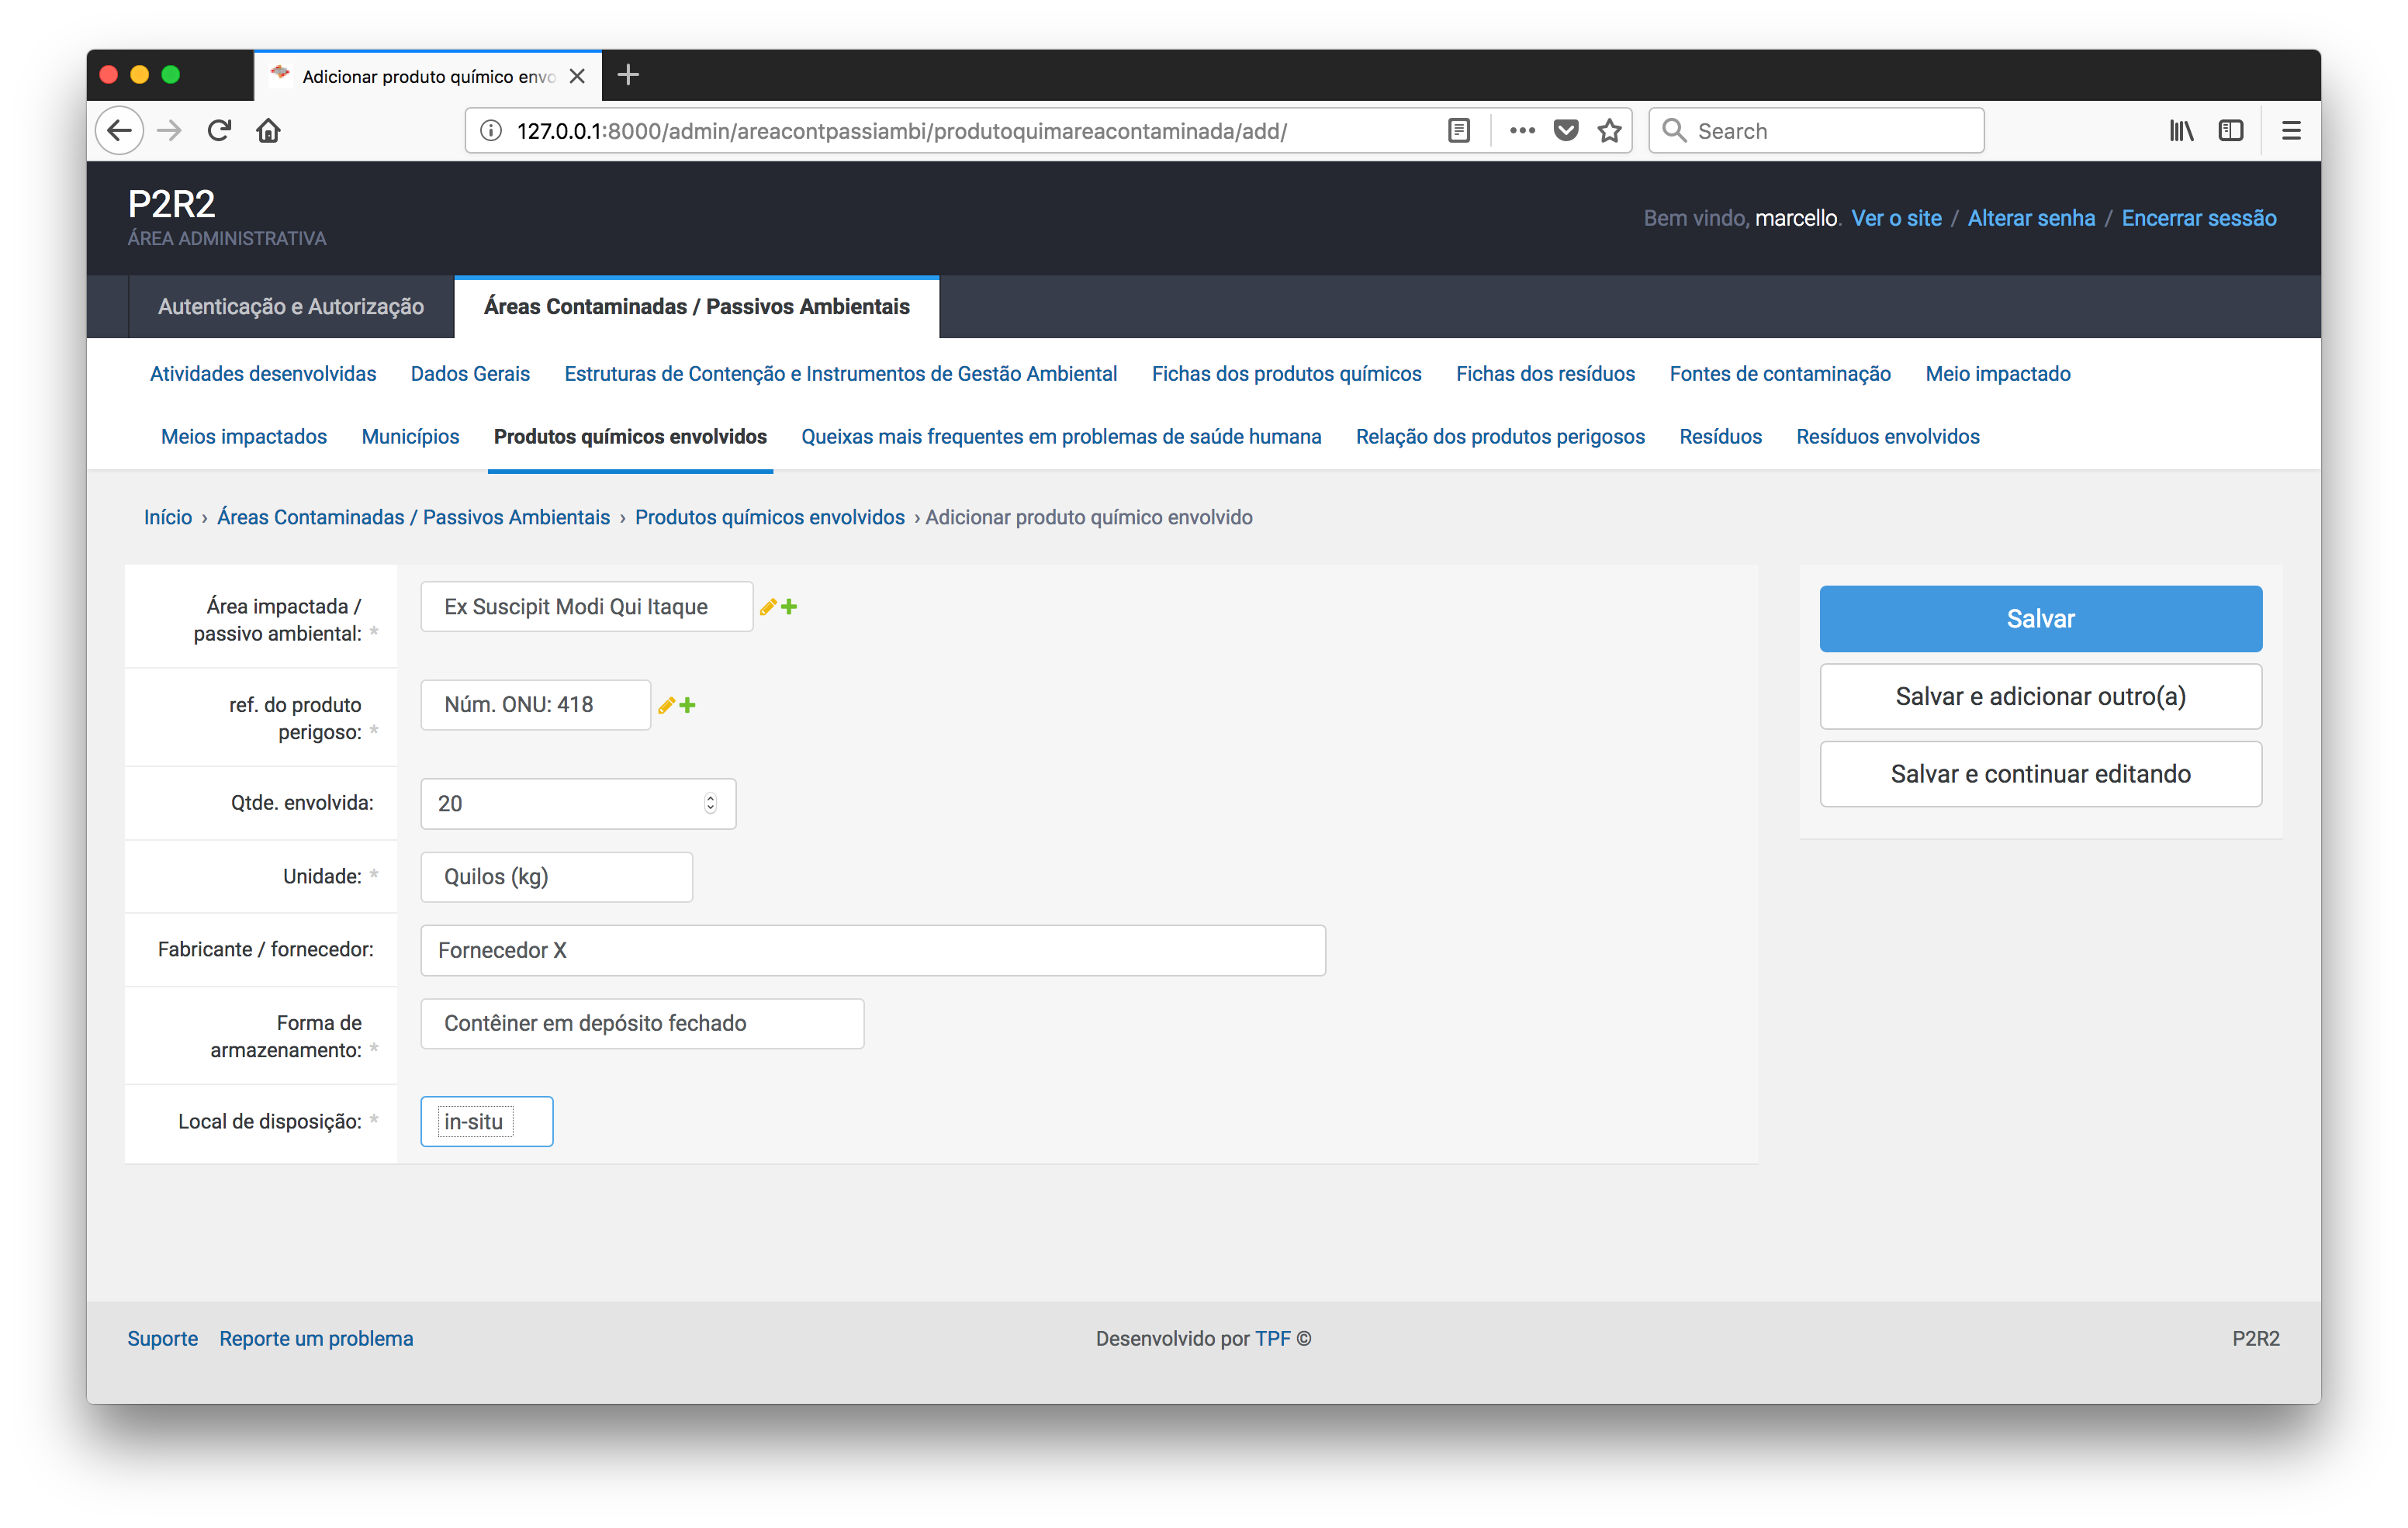 Adicionar produto químico envo
127.0.0.1:8000/admin/areacontpassiambi/produtoquimareacontaminada/add/
Search
P2R2
ÁREA ADMINISTRATIVA
Bem vindo, marcello. Ver o site / Alterar senha / Encerrar sessão
Autenticação e Autorização
Áreas Contaminadas / Passivos Ambientais
Atividades desenvolvidas Dados Gerais Estruturas de Contenção e Instrumentos de Gestão Ambiental Fichas dos produtos químicos Fichas dos resíduos Fontes de contaminação Meio impactado
Meios impactados Municípios Produtos químicos envolvidos Queixas mais frequentes em problemas de saúde humana Relação dos produtos perigosos Resíduos Resíduos envolvidos
Início › Áreas Contaminadas / Passivos Ambientais › Produtos químicos envolvidos › Adicionar produto químico envolvido
Área impactada /
passivo ambiental: *
Ex Suscipit Modi Qui Itaque
ref. do produto
perigoso: *
Núm. ONU: 418
Qtde. envolvida:
20
Unidade: *
Quilos (kg)
Fabricante / fornecedor:
Fornecedor X
Forma de
armazenamento: *
Contêiner em depósito fechado
Local de disposição: *
in-situ
Salvar
Salvar e adicionar outro(a)
Salvar e continuar editando
Suporte Reporte um problema
Desenvolvido por TPF ©
P2R2